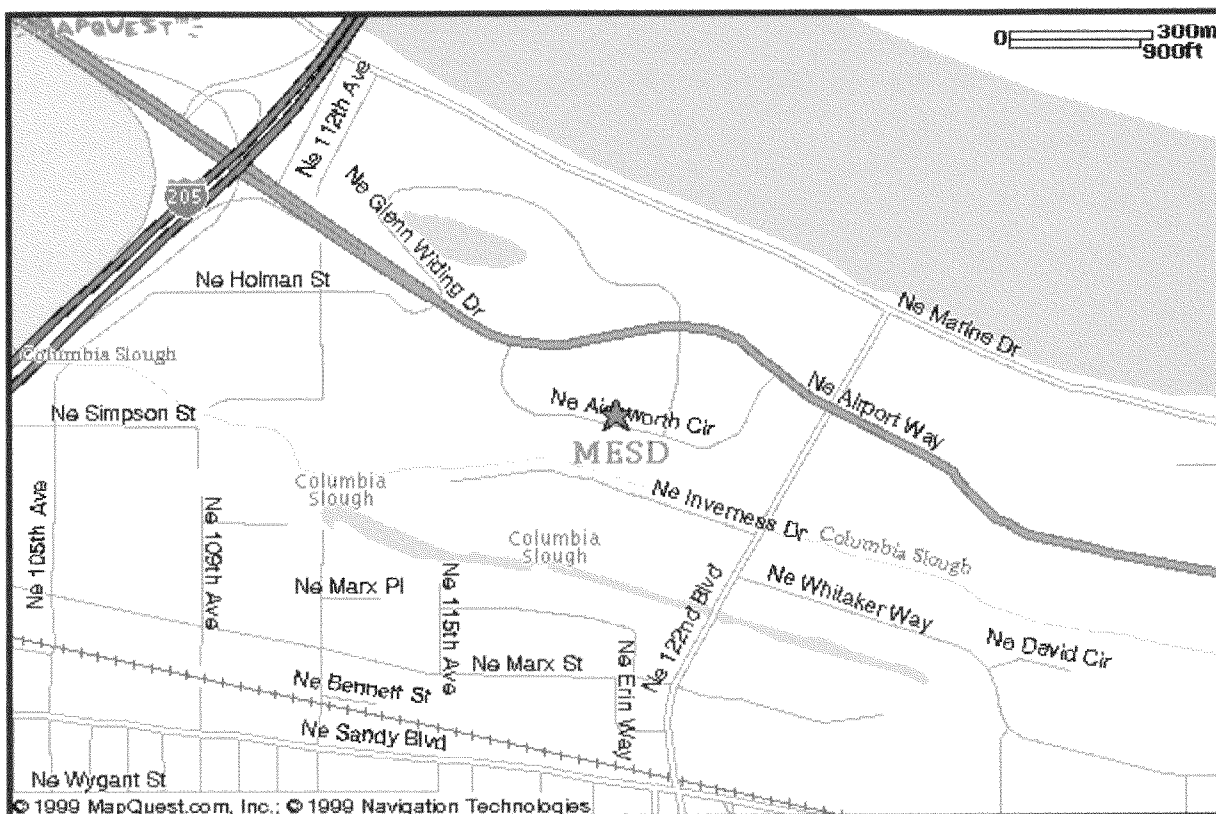 MAPQUEST™
0 300m
900ft
Ne 112th Ave
205
Ne Glenn Widing Dr
Ne Holman St
Ne Marine Dr
Columbia Slough
Ne Simpson St
Ne Ainsworth Cir
MESD
Ne Airport Way
Columbia
Slough
Ne Inverness Dr
Columbia Slough
Ne 105th Ave
Ne 109th Ave
Columbia
Slough
Ne Marx Pl
Ne 115th Ave
Ne 122nd Blvd
Ne Whitaker Way
Ne David Cir
Ne Marx St
Ne Erin Way
Ne Bennett St
Ne Sandy Blvd
Ne Wygant St
© 1999 MapQuest.com, Inc.; © 1999 Navigation Technologies